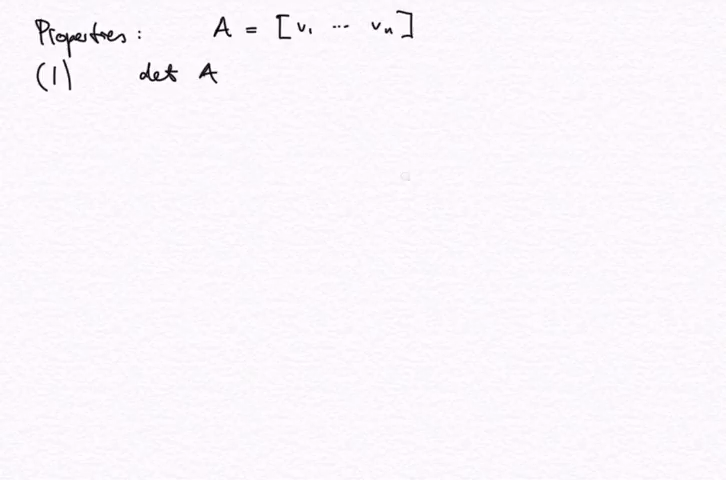 Properties: A = [v₁ ... vₙ]
(1) det A